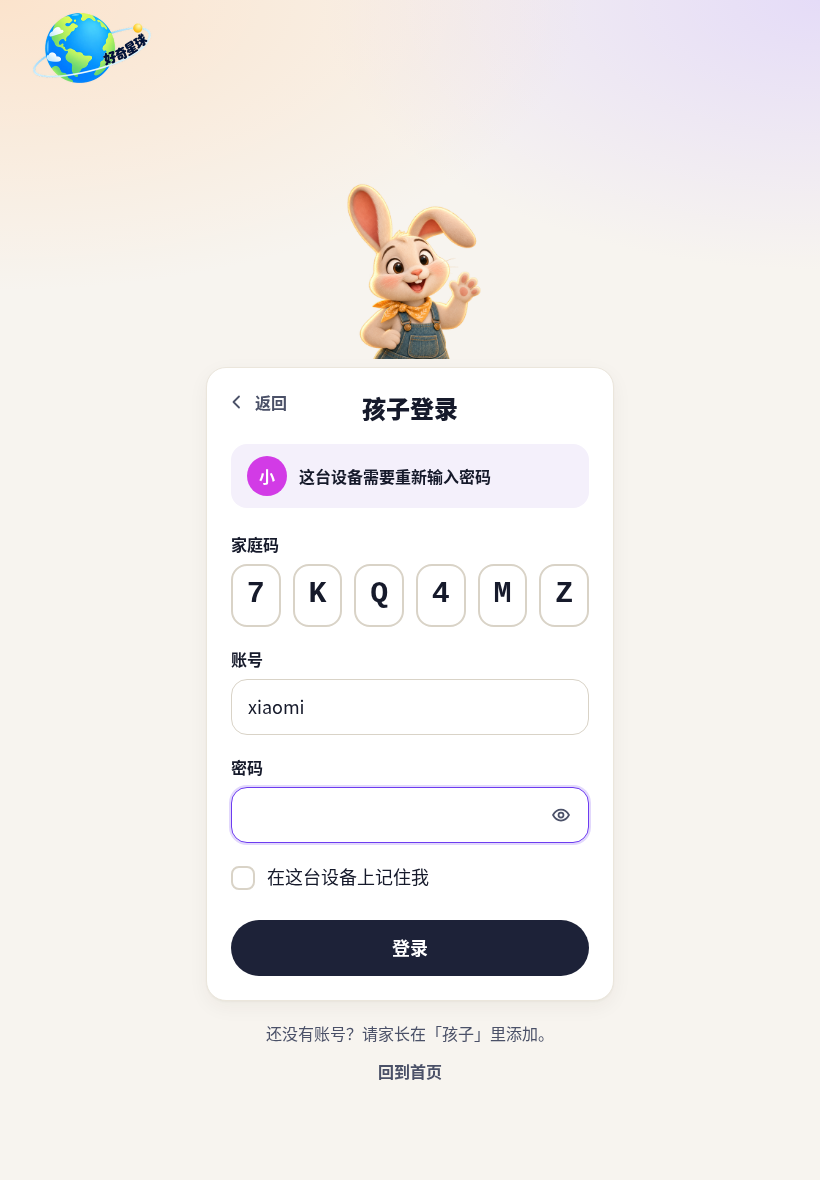 好奇星球
返回
孩子登录
小 这台设备需要重新输入密码
家庭码
7 K Q 4 M Z
账号
xiaomi
密码
在这台设备上记住我
登录
还没有账号？请家长在「孩子」里添加。
回到首页